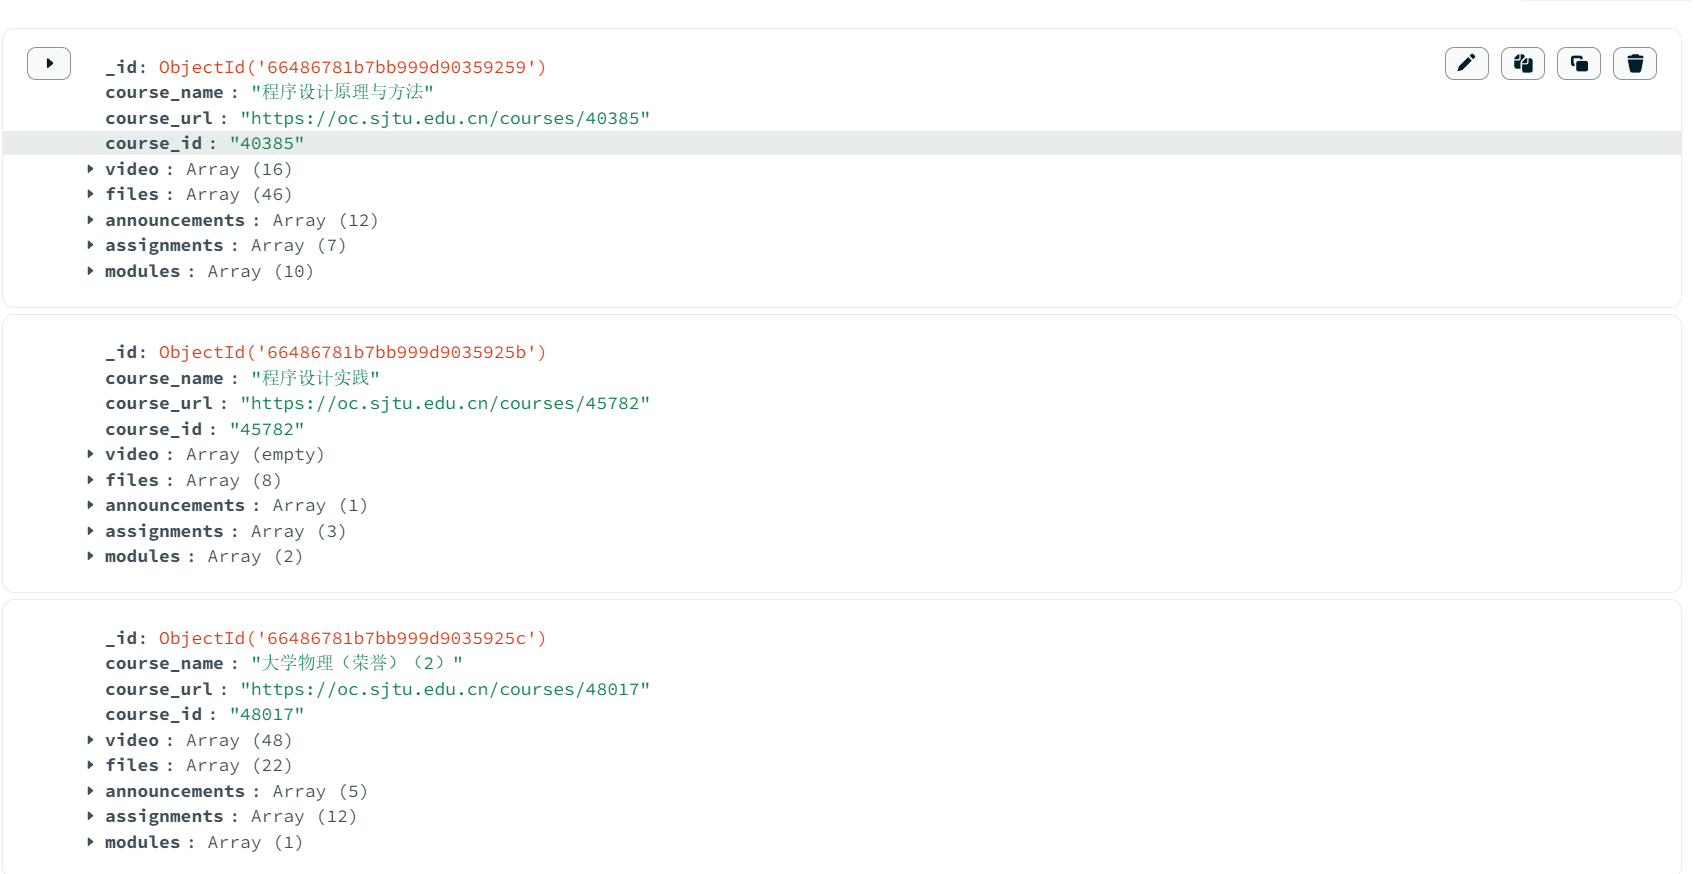 _id: ObjectId('66486781b7bb999d90359259')
course_name : "程序设计原理与方法"
course_url : "https://oc.sjtu.edu.cn/courses/40385"
course_id : "40385"
video : Array (16)
files : Array (46)
announcements : Array (12)
assignments : Array (7)
modules : Array (10)
_id: ObjectId('66486781b7bb999d9035925b')
course_name : "程序设计实践"
course_url : "https://oc.sjtu.edu.cn/courses/45782"
course_id : "45782"
video : Array (empty)
files : Array (8)
announcements : Array (1)
assignments : Array (3)
modules : Array (2)
_id: ObjectId('66486781b7bb999d9035925c')
course_name : "大学物理（荣誉）（2）"
course_url : "https://oc.sjtu.edu.cn/courses/48017"
course_id : "48017"
video : Array (48)
files : Array (22)
announcements : Array (5)
assignments : Array (12)
modules : Array (1)